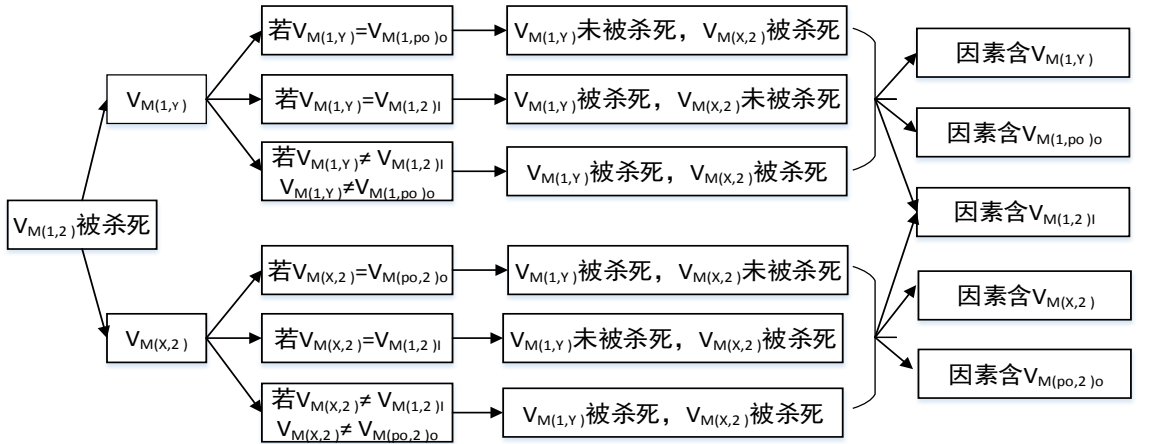 V_M(1,2)被杀死
V_M(1,Y)
若V_M(1,Y)=V_M(1,po)o
V_M(1,Y)未被杀死，V_M(X,2)被杀死
若V_M(1,Y)=V_M(1,2)I
V_M(1,Y)被杀死，V_M(X,2)未被杀死
若V_M(1,Y)≠ V_M(1,2)I
V_M(1,Y)≠V_M(1,po)o
V_M(1,Y)被杀死，V_M(X,2)被杀死
V_M(X,2)
若V_M(X,2)=V_M(po,2)o
V_M(1,Y)被杀死，V_M(X,2)未被杀死
若V_M(X,2)=V_M(1,2)I
V_M(1,Y)未被杀死，V_M(X,2)被杀死
若V_M(X,2)≠ V_M(1,2)I
V_M(X,2)≠ V_M(po,2)o
V_M(1,Y)被杀死，V_M(X,2)被杀死
因素含V_M(1,Y)
因素含V_M(1,po)o
因素含V_M(1,2)I
因素含V_M(X,2)
因素含V_M(po,2)o